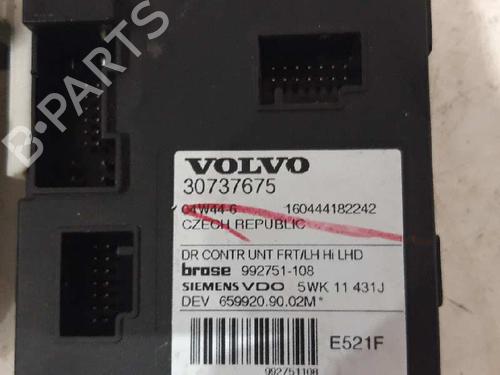 B-PARTS
VOLVO
30737675
04W44-6 160444182242
CZECH REPUBLIC
DR CONTR UNT FRT/LH Hi LHD
brose 992751-108
SIEMENS VDO 5WK 11 431J
DEV 659920.90.02M*
E521F
992751108